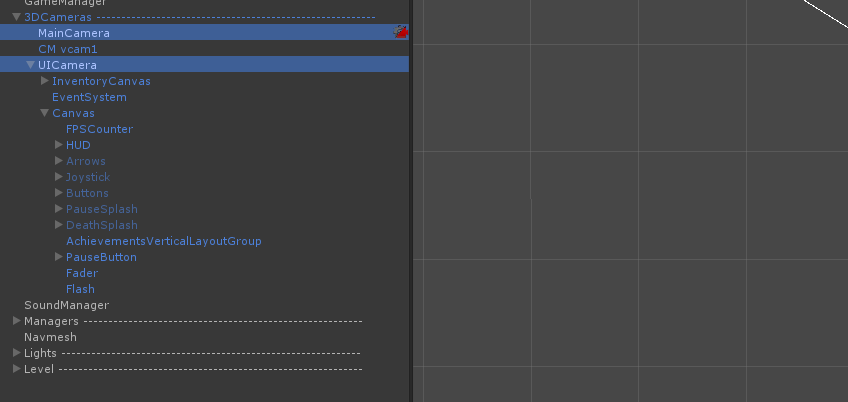 GameManager
3DCameras --------------------------------------------------------
MainCamera
CM vcam1
UICamera
InventoryCanvas
EventSystem
Canvas
FPSCounter
HUD
Arrows
Joystick
Buttons
PauseSplash
DeathSplash
AchievementsVerticalLayoutGroup
PauseButton
Fader
Flash
SoundManager
Managers --------------------------------------------------------
Navmesh
Lights ------------------------------------------------------------
Level -------------------------------------------------------------